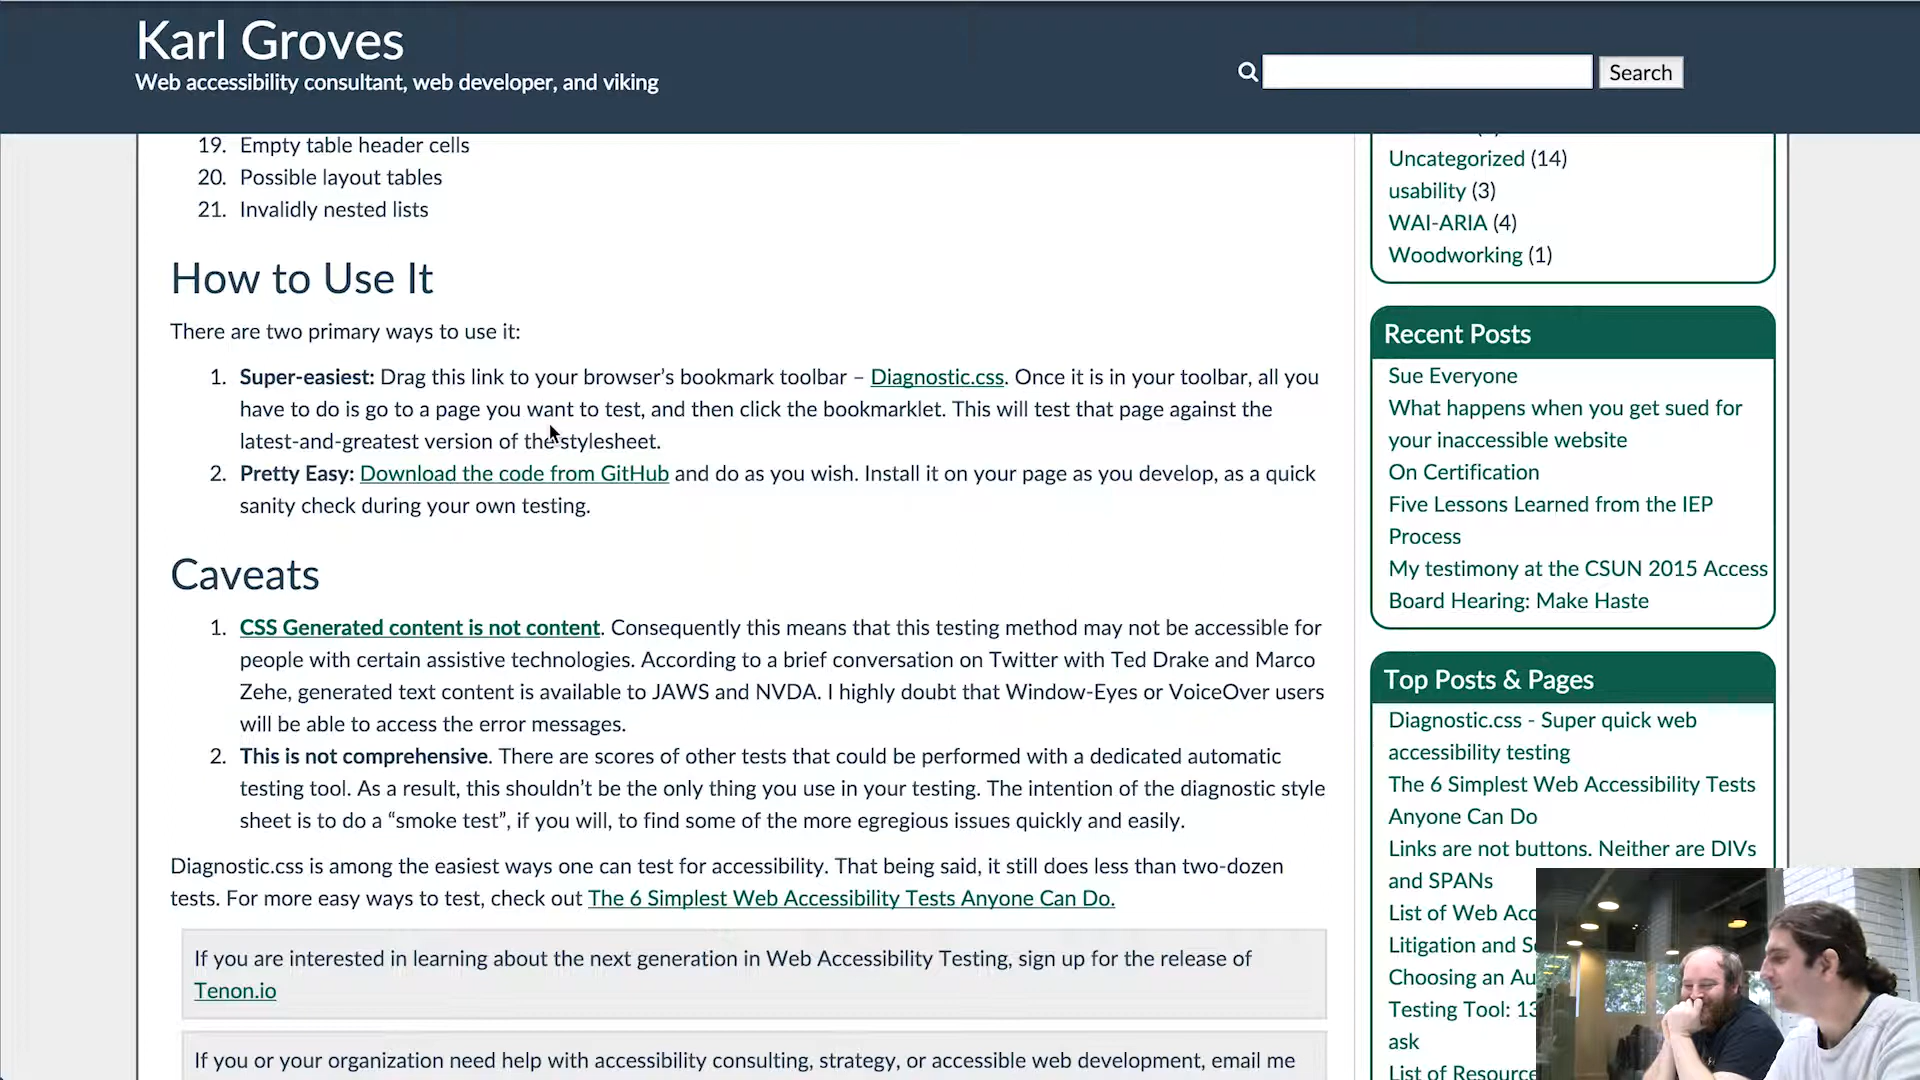 Karl Groves
Web accessibility consultant, web developer, and viking
Search
19. Empty table header cells
20. Possible layout tables
21. Invalidly nested lists
How to Use It
There are two primary ways to use it:
1. Super-easiest: Drag this link to your browser’s bookmark toolbar – Diagnostic.css. Once it is in your toolbar, all you
have to do is go to a page you want to test, and then click the bookmarklet. This will test that page against the
latest-and-greatest version of the stylesheet.
2. Pretty Easy: Download the code from GitHub and do as you wish. Install it on your page as you develop, as a quick
sanity check during your own testing.
Caveats
1. CSS Generated content is not content. Consequently this means that this testing method may not be accessible for
people with certain assistive technologies. According to a brief conversation on Twitter with Ted Drake and Marco
Zehe, generated text content is available to JAWS and NVDA. I highly doubt that Window-Eyes or VoiceOver users
will be able to access the error messages.
2. This is not comprehensive. There are scores of other tests that could be performed with a dedicated automatic
testing tool. As a result, this shouldn’t be the only thing you use in your testing. The intention of the diagnostic style
sheet is to do a “smoke test”, if you will, to find some of the more egregious issues quickly and easily.
Diagnostic.css is among the easiest ways one can test for accessibility. That being said, it still does less than two-dozen
tests. For more easy ways to test, check out The 6 Simplest Web Accessibility Tests Anyone Can Do.
If you are interested in learning about the next generation in Web Accessibility Testing, sign up for the release of
Tenon.io
If you or your organization need help with accessibility consulting, strategy, or accessible web development, email me
Uncategorized (14)
usability (3)
WAI-ARIA (4)
Woodworking (1)
Recent Posts
Sue Everyone
What happens when you get sued for
your inaccessible website
On Certification
Five Lessons Learned from the IEP
Process
My testimony at the CSUN 2015 Access
Board Hearing: Make Haste
Top Posts & Pages
Diagnostic.css - Super quick web
accessibility testing
The 6 Simplest Web Accessibility Tests
Anyone Can Do
Links are not buttons. Neither are DIVs
and SPANs
List of Web Acc
Litigation and S
Choosing an Au
Testing Tool: 13
ask
List of Resource